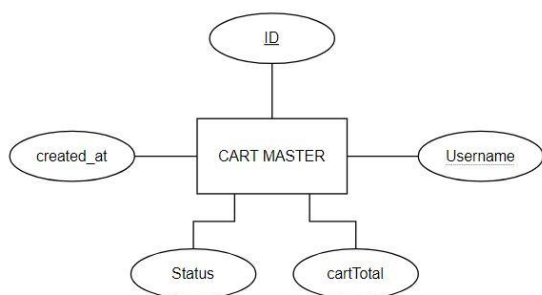 ID
created_at
CART MASTER
Username
Status
cartTotal